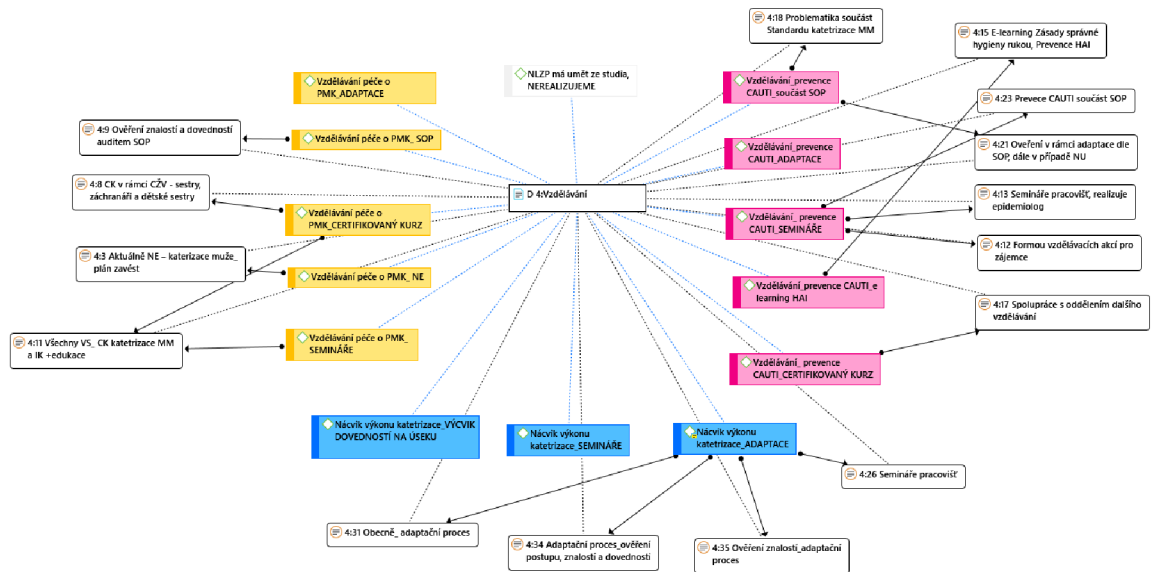 4:18 Problematika součást
Standardu katetrizace MM
4:15 E-learning Zásady správné
hygieny rukou, Prevence HAI
Vzdělávání péče o
PMK_ADAPTACE
NLZP má umět ze studia,
NEREALIZUJEME
Vzdělávání_prevence
CAUTI_součást SOP
4:23 Prevece CAUTI součást SOP
4:9 Ověření znalostí a dovedností
auditem SOP
Vzdělávání péče o PMK_ SOP
Vzdělávání_prevence
CAUTI_ADAPTACE
4:21 Oveření v rámci adaptace dle
SOP, dále v případě NU
4:8 CK v rámci CŽV - sestry,
záchranáři a dětské sestry
D 4:Vzdělávání
4:13 Semináře pracovišť, realizuje
epidemiolog
Vzdělávání péče o
PMK_CERTIFIKOVANÝ KURZ
Vzdělávání_ prevence
CAUTI_SEMINÁŘE
4:12 Formou vzdělávacích akcí pro
zájemce
4:3 Aktuálně NE – katerizace muže_
plán zavést
Vzdělávání péče o PMK_ NE
Vzdělávání_prevence CAUTI_e
learning HAI
4:17 Spolupráce s oddělením dalšího
vzdělávání
4:11 Všechny VS_ CK katetrizace MM
a IK +edukace
Vzdělávání péče o PMK_
SEMINÁŘE
Vzdělávání_ prevence
CAUTI_CERTIFIKOVANÝ KURZ
Nácvik výkonu katetrizace_VÝCVIK
DOVEDNOSTÍ NA ÚSEKU
Nácvik výkonu
katetrizace_SEMINÁŘE
Nácvik výkonu
katetrizace_ADAPTACE
4:26 Semináře pracovišť
4:31 Obecně_ adaptační proces
4:34 Adaptační proces_ověření
postupu, znalostí a dovedností
4:35 Ověření znalostí_adaptační
proces